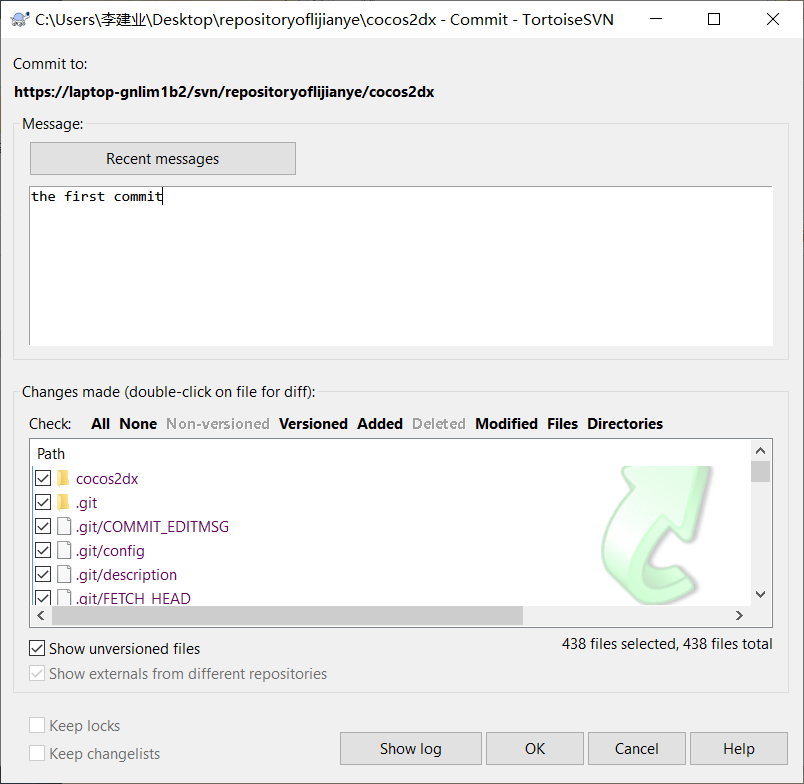 C:\Users\李建业\Desktop\repositoryoflijianye\cocos2dx - Commit - TortoiseSVN
Commit to:
https://laptop-gnlim1b2/svn/repositoryoflijianye/cocos2dx
Message:
Recent messages
the first commit
Changes made (double-click on file for diff):
Check: All None Non-versioned Versioned Added Deleted Modified Files Directories
Path
cocos2dx
.git
.git/COMMIT_EDITMSG
.git/config
.git/description
.git/FETCH_HEAD
Show unversioned files
438 files selected, 438 files total
Show externals from different repositories
Keep locks
Keep changelists
Show log
OK
Cancel
Help